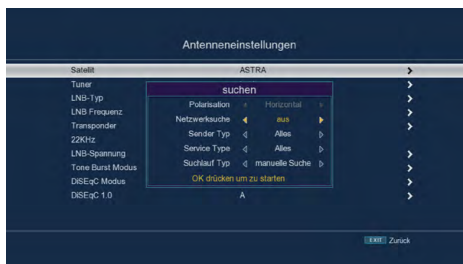 Antenneneinstellungen
Satellit ASTRA
Tuner
LNB-Typ
LNB Frequenz
Transponder
22KHz
LNB-Spannung
Tone Burst Modus
DiSEqC Modus
DiSEqC 1.0 A
suchen
Polarisation Horizontal
Netzwerksuche aus
Sender Typ Alles
Service Type Alles
Suchlauf Typ manuelle Suche
OK drücken um zu starten
EXIT Zurück